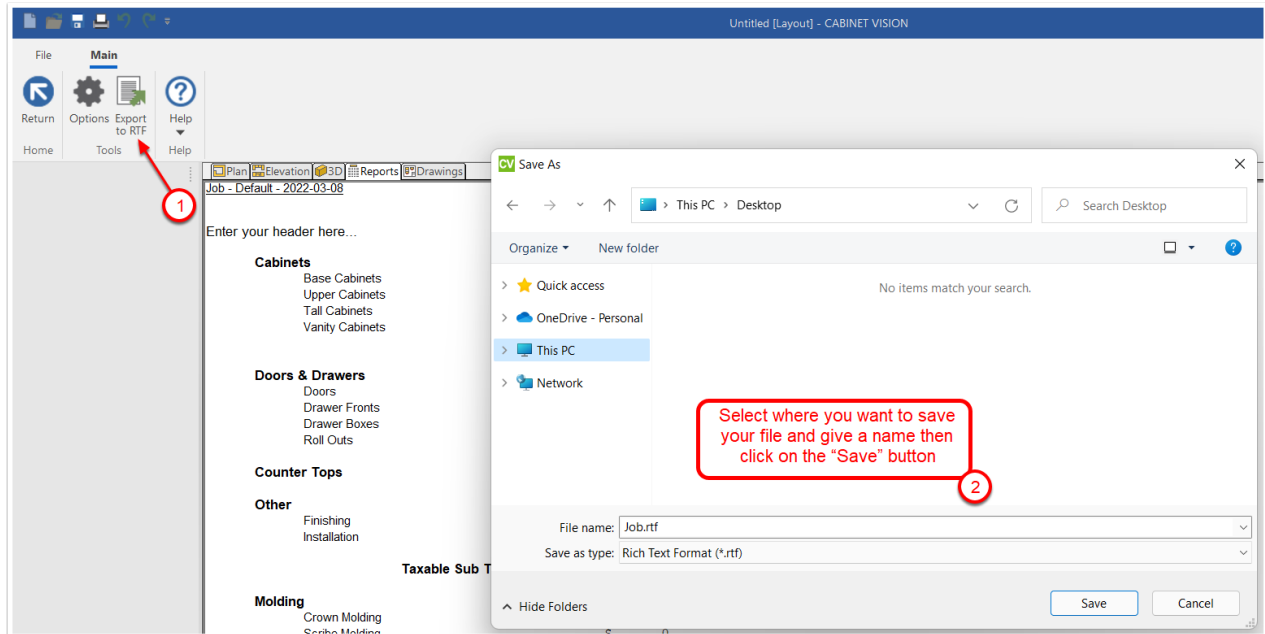 Untitled [Layout] - CABINET VISION
File
Main
Return
Options
Export
to RTF
Help
Home
Tools
Help
1
Plan
Elevation
3D
Reports
Drawings
Job - Default - 2022-03-08
Enter your header here...
Cabinets
Base Cabinets
Upper Cabinets
Tall Cabinets
Vanity Cabinets
Doors & Drawers
Doors
Drawer Fronts
Drawer Boxes
Roll Outs
Counter Tops
Other
Finishing
Installation
Taxable Sub T
Molding
Crown Molding
Scribe Molding
CV Save As
This PC > Desktop
Search Desktop
Organize
New folder
Quick access
OneDrive - Personal
This PC
Network
No items match your search.
Select where you want to save
your file and give a name then
click on the “Save” button
2
File name: Job.rtf
Save as type: Rich Text Format (*.rtf)
Hide Folders
Save
Cancel